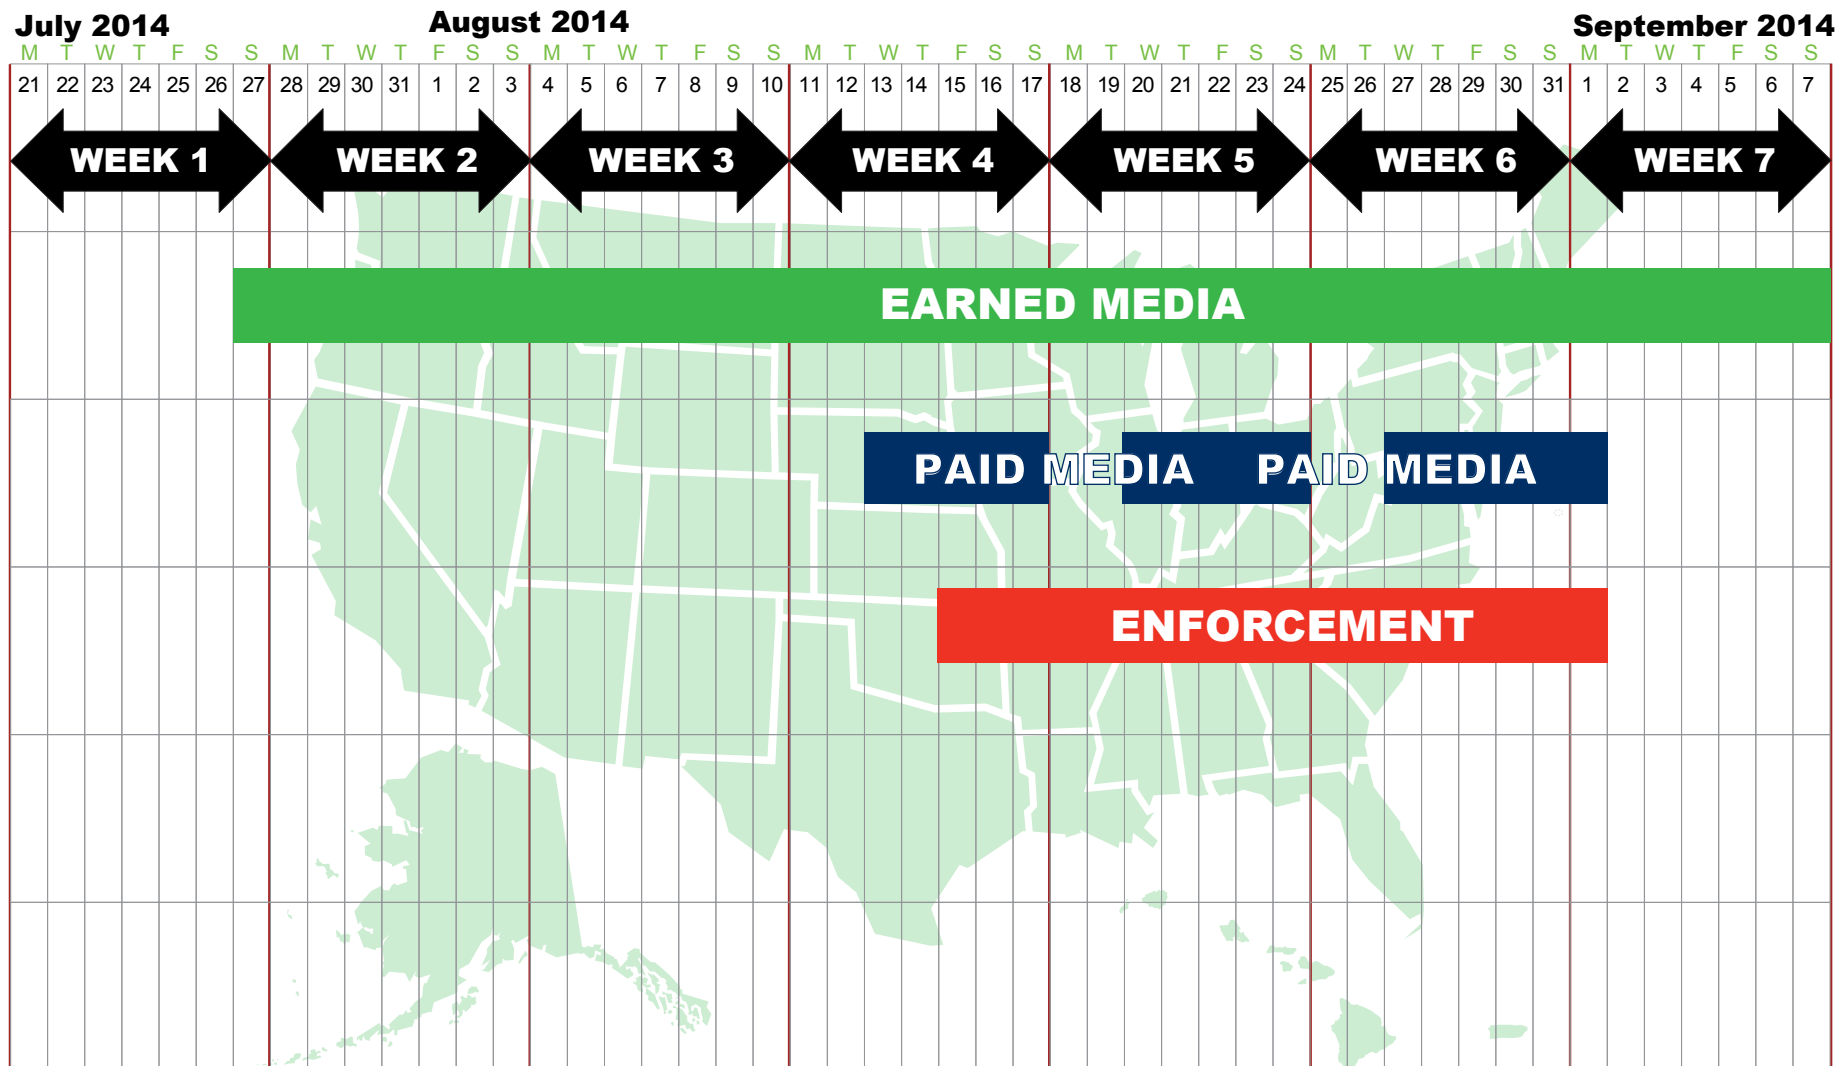 July 2014 August 2014 September 2014
M T W T F S S M T W T F S S M T W T F S S M T W T F S S M T W T F S S M T W T F S S M T W T F S S
21 22 23 24 25 26 27 28 29 30 31 1 2 3 4 5 6 7 8 9 10 11 12 13 14 15 16 17 18 19 20 21 22 23 24 25 26 27 28 29 30 31 1 2 3 4 5 6 7
WEEK 1 WEEK 2 WEEK 3 WEEK 4 WEEK 5 WEEK 6 WEEK 7
EARNED MEDIA
PAID MEDIA PAID MEDIA
ENFORCEMENT